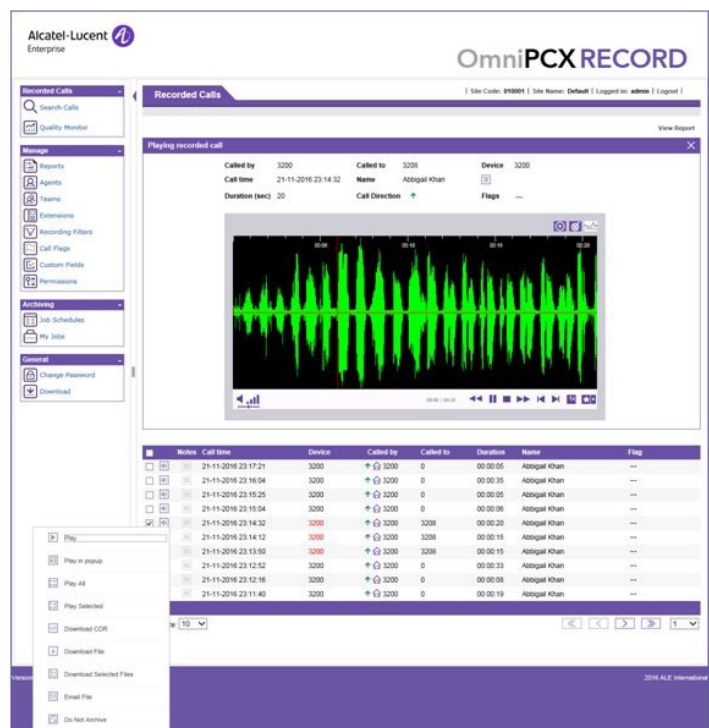 Alcatel·Lucent
Enterprise
OmniPCX RECORD
Recorded Calls
Search Calls
Quality Monitor
Manage
Reports
Agents
Teams
Extensions
Recording Filters
Call Flags
Custom Fields
Permissions
Archiving
Job Schedules
My Jobs
General
Change Password
Download
Recorded Calls
| Site Code: 010001 | Site Name: Default | Logged in: admin | Logout |
View Report
Playing recorded call
Called by 3200 Called to 3208 Device 3200
Call time 21-11-2016 23:14:32 Name Abbigail Khan
Duration (sec) 20 Call Direction Flags ---
00:05 00:10 00:15 00:20
Notes Call time Device Called by Called to Duration Name Flag
21-11-2016 23:17:21 3200 3200 0 00:00:05 Abbigail Khan ---
21-11-2016 23:16:04 3200 3200 0 00:00:35 Abbigail Khan ---
21-11-2016 23:15:25 3200 3200 0 00:00:05 Abbigail Khan ---
21-11-2016 23:15:04 3200 3200 0 00:00:06 Abbigail Khan ---
21-11-2016 23:14:32 3200 3200 3208 00:00:20 Abbigail Khan ---
21-11-2016 23:14:12 3200 3200 3208 00:00:15 Abbigail Khan ---
21-11-2016 23:13:50 3200 3200 3208 00:00:15 Abbigail Khan ---
21-11-2016 23:12:52 3200 3200 0 00:00:33 Abbigail Khan ---
21-11-2016 23:12:16 3200 3200 0 00:00:08 Abbigail Khan ---
21-11-2016 23:11:40 3200 3200 0 00:00:19 Abbigail Khan ---
10
1
Play
Play in popup
Play All
Play Selected
Download CDR
Download File
Download Selected Files
Email File
Do Not Archive
2016 ALE International